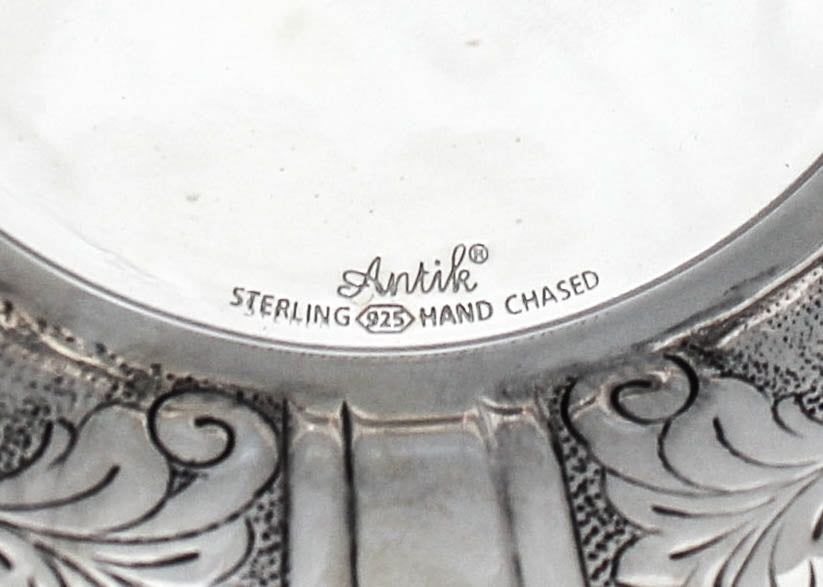 Antik®
STERLING 925 HAND CHASED